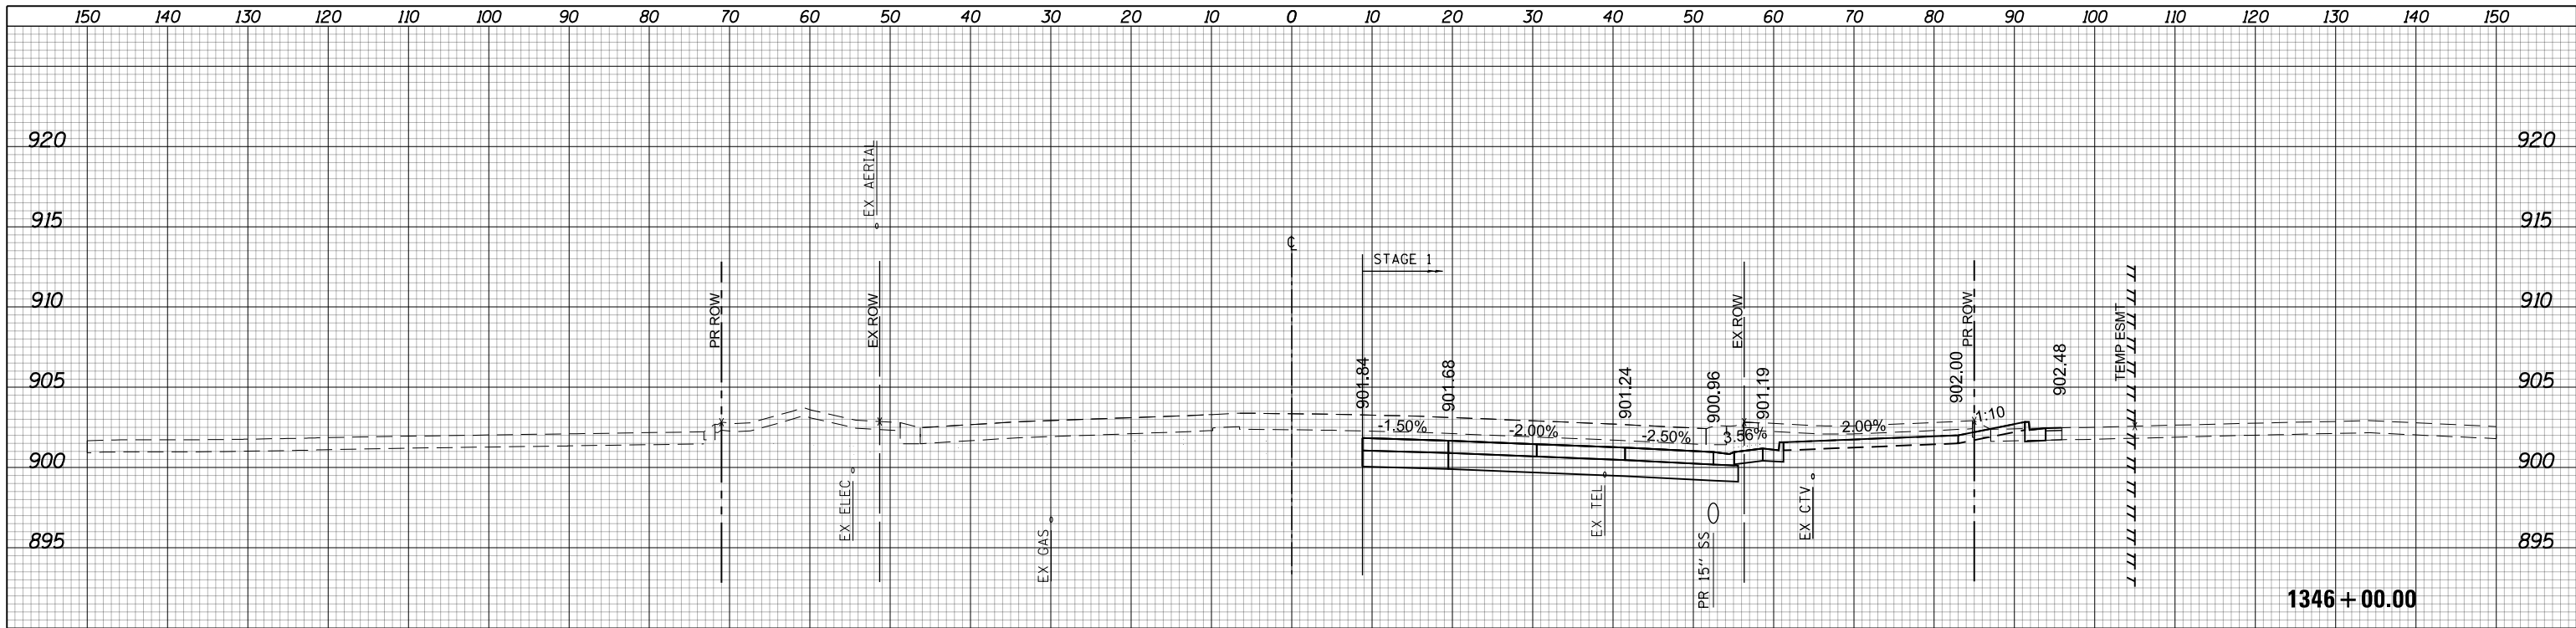 150 140 130 120 110 100 90 80 70 60 50 40 30 20 10 0 10 20 30 40 50 60 70 80 90 100 110 120 130 140 150
920 920
EX AERIAL
915 915
℄
STAGE 1
910 910
PR ROW
EX ROW
EX ROW
PR ROW
TEMP ESMT
905 905
901.84
901.68
901.24
900.96
901.19
902.00
902.48
-1.50%
-2.00%
-2.50%
3.56%
2.00%
1:10
900 900
EX ELEC
EX GAS
EX TEL
PR 15'' SS
EX CTV
895 895
1346+00.00